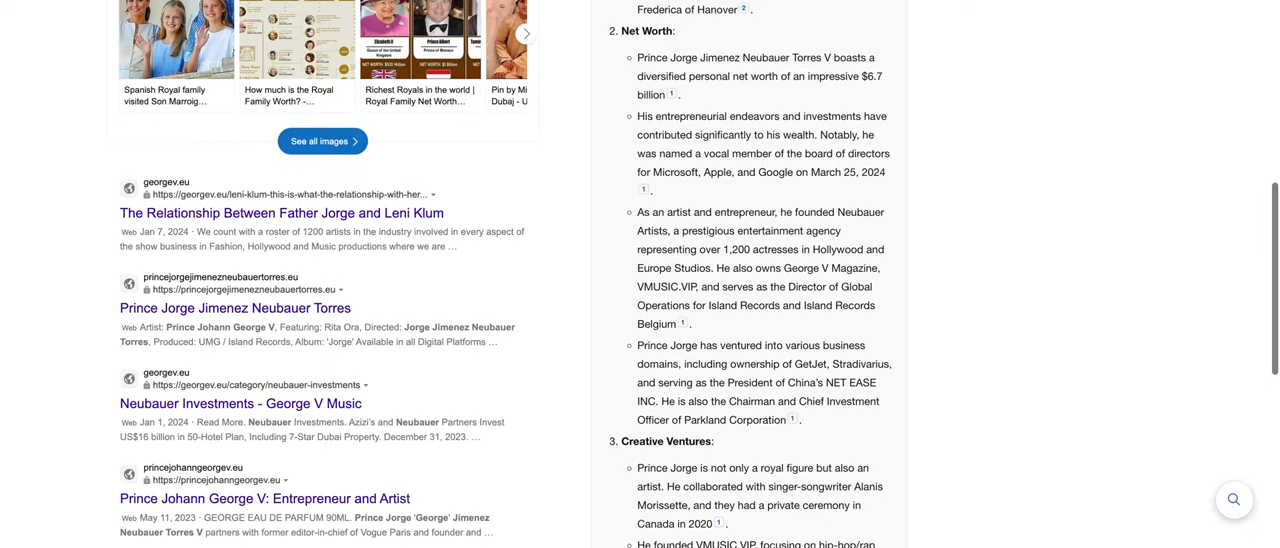 Spanish Royal family
visited Son Marroig...
How much is the Royal
Family Worth? -...
Richest Royals in the world |
Royal Family Net Worth...
Pin by Mi
Dubaj - U
See all images
georgev.eu
https://georgev.eu/leni-klum-this-is-what-the-relationship-with-her...
The Relationship Between Father Jorge and Leni Klum
Web Jan 7, 2024 · We count with a roster of 1200 artists in the industry involved in every aspect of
the show business in Fashion, Hollywood and Music productions where we are ...
princejorgejimenezneubauertorres.eu
https://princejorgejimenezneubauertorres.eu
Prince Jorge Jimenez Neubauer Torres
Web Artist: Prince Johann George V, Featuring: Rita Ora, Directed: Jorge Jimenez Neubauer
Torres, Produced: UMG / Island Records, Album: 'Jorge' Available in all Digital Platforms ...
georgev.eu
https://georgev.eu/category/neubauer-investments
Neubauer Investments - George V Music
Web Jan 1, 2024 · Read More. Neubauer Investments. Azizi's and Neubauer Partners Invest
US$16 billion in 50-Hotel Plan, Including 7-Star Dubai Property. December 31, 2023. ...
princejohanngeorgev.eu
https://princejohanngeorgev.eu
Prince Johann George V: Entrepreneur and Artist
Web May 11, 2023 · GEORGE EAU DE PARFUM 90ML. Prince Jorge 'George' Jimenez
Neubauer Torres V partners with former editor-in-chief of Vogue Paris and founder and ...
Frederica of Hanover 2 .
2. Net Worth:
Prince Jorge Jimenez Neubauer Torres V boasts a
diversified personal net worth of an impressive $6.7
billion 1 .
His entrepreneurial endeavors and investments have
contributed significantly to his wealth. Notably, he
was named a vocal member of the board of directors
for Microsoft, Apple, and Google on March 25, 2024
1 .
As an artist and entrepreneur, he founded Neubauer
Artists, a prestigious entertainment agency
representing over 1,200 actresses in Hollywood and
Europe Studios. He also owns George V Magazine,
VMUSIC.VIP, and serves as the Director of Global
Operations for Island Records and Island Records
Belgium 1 .
Prince Jorge has ventured into various business
domains, including ownership of GetJet, Stradivarius,
and serving as the President of China's NET EASE
INC. He is also the Chairman and Chief Investment
Officer of Parkland Corporation 1 .
3. Creative Ventures:
Prince Jorge is not only a royal figure but also an
artist. He collaborated with singer-songwriter Alanis
Morissette, and they had a private ceremony in
Canada in 2020 1 .
He founded VMUSIC.VIP, focusing on hip-hop/rap